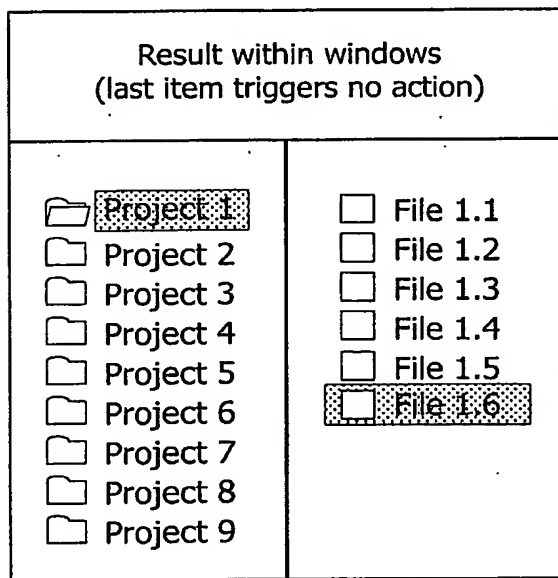 Result within windows
(last item triggers no action)
Project 1
Project 2
Project 3
Project 4
Project 5
Project 6
Project 7
Project 8
Project 9
File 1.1
File 1.2
File 1.3
File 1.4
File 1.5
File 1.6